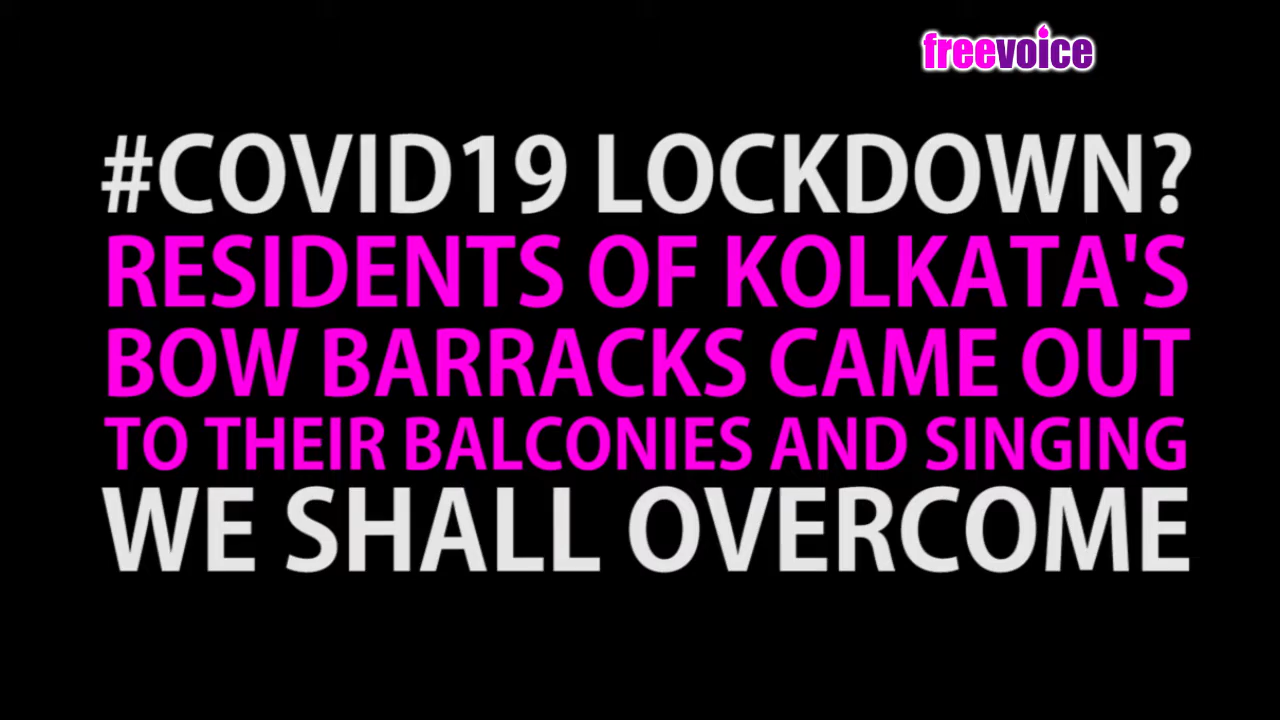 freevoice
#COVID19 LOCKDOWN?
RESIDENTS OF KOLKATA'S
BOW BARRACKS CAME OUT
TO THEIR BALCONIES AND SINGING
WE SHALL OVERCOME